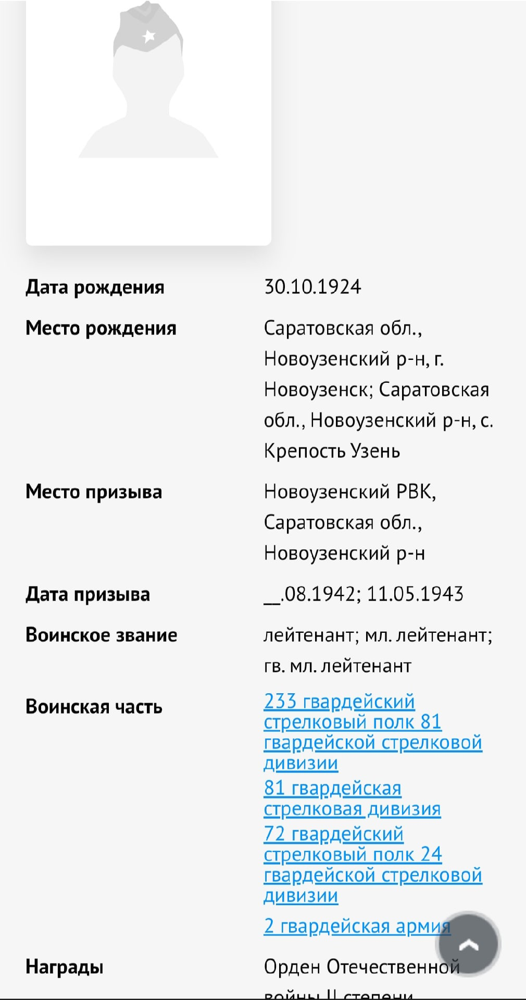 Дата рождения 30.10.1924
Место рождения Саратовская обл.,
Новоузенский р-н, г.
Новоузенск; Саратовская
обл., Новоузенский р-н, с.
Крепость Узень
Место призыва Новоузенский РВК,
Саратовская обл.,
Новоузенский р-н
Дата призыва __.08.1942; 11.05.1943
Воинское звание лейтенант; мл. лейтенант;
гв. мл. лейтенант
Воинская часть 233 гвардейский
стрелковый полк 81
гвардейской стрелковой
дивизии
81 гвардейская
стрелковая дивизия
72 гвардейский
стрелковый полк 24
гвардейской стрелковой
дивизии
2 гвардейская армия
Награды Орден Отечественной
войны II степени